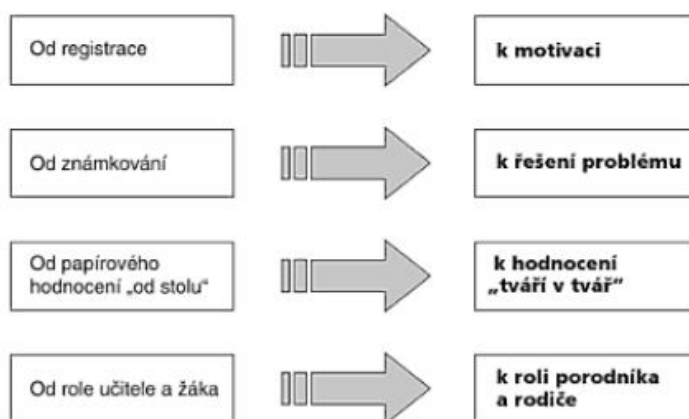 Od registrace
k motivaci
Od známkování
k řešení problému
Od papírového
hodnocení „od stolu“
k hodnocení
„tváří v tvář“
Od role učitele a žáka
k roli porodníka
a rodiče